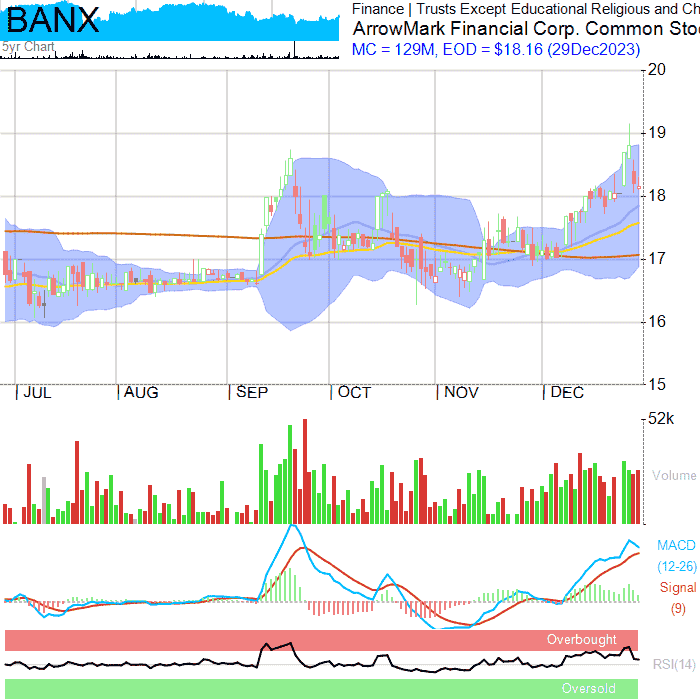 BANX
5yr Chart
Finance | Trusts Except Educational Religious and Ch
ArrowMark Financial Corp. Common Sto
MC = 129M, EOD = $18.16 (29Dec2023)
20
19
18
17
16
15
|JUL |AUG |SEP |OCT |NOV |DEC
52k
Volume
MACD
(12-26)
Signal
(9)
Overbought
RSI(14)
Oversold